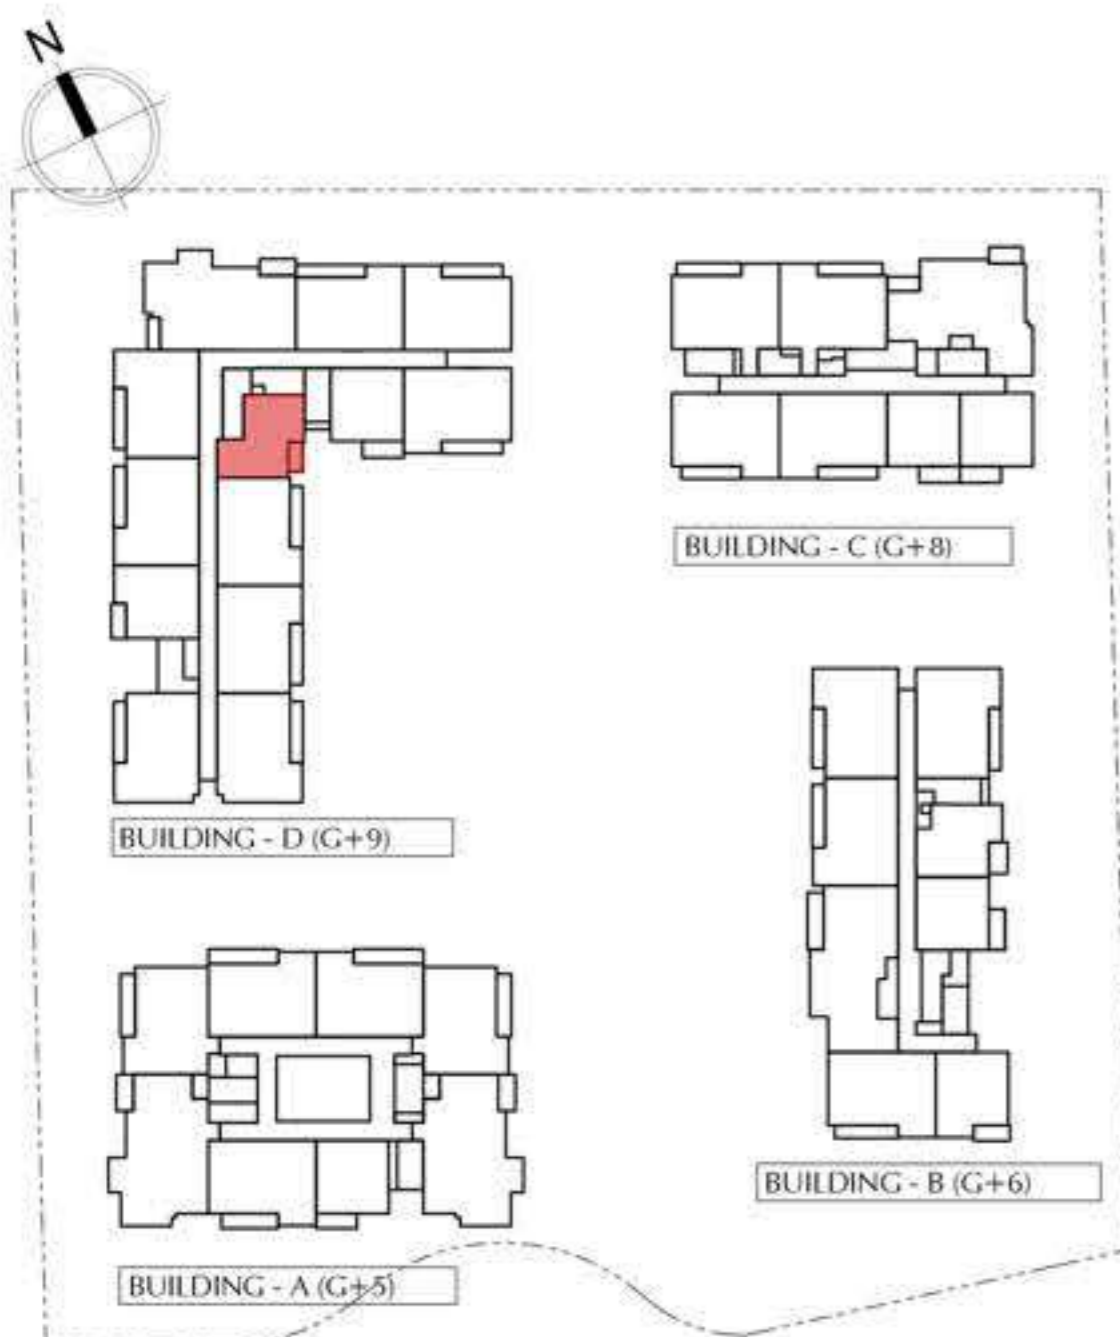 N
BUILDING - C (G+8)
BUILDING - D (G+9)
BUILDING - B (G+6)
BUILDING - A (G+5)